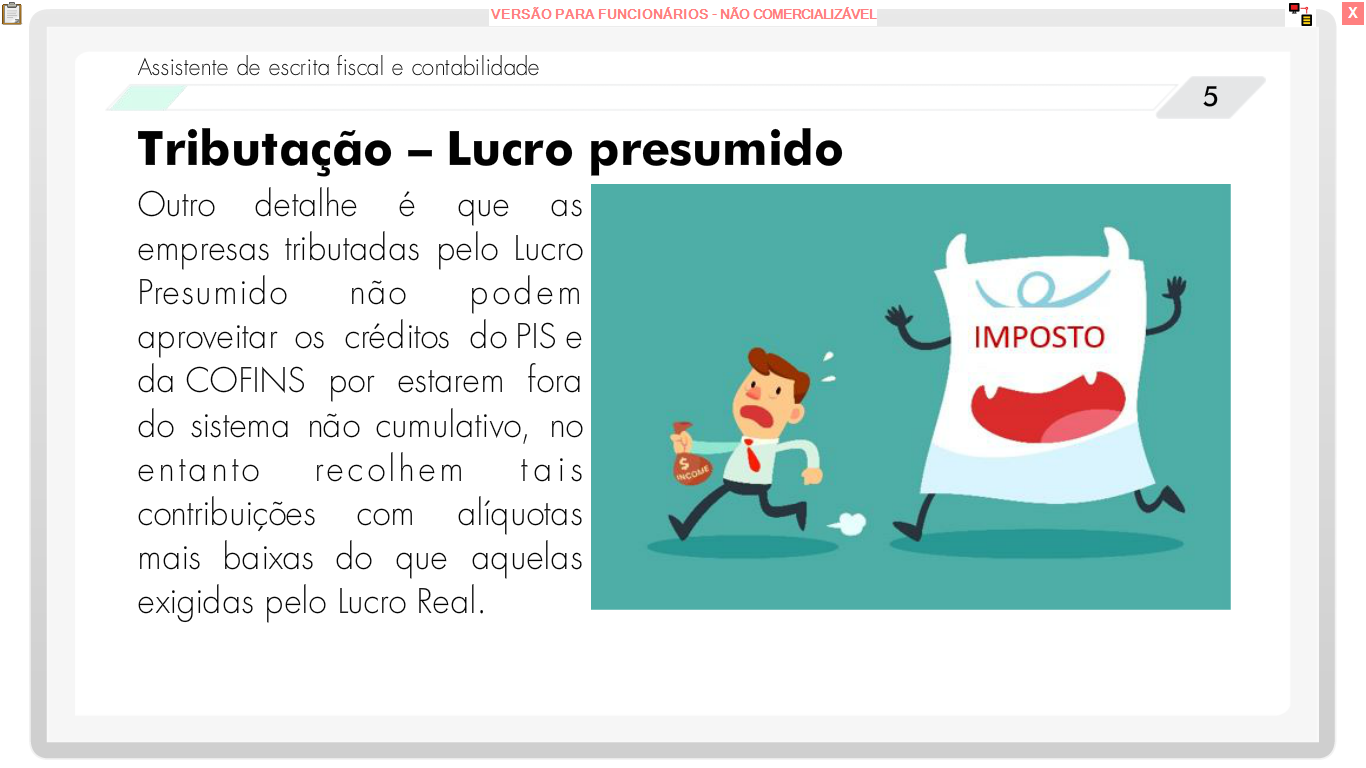 VERSÃO PARA FUNCIONÁRIOS - NÃO COMERCIALIZÁVEL
X
Assistente de escrita fiscal e contabilidade
5
Tributação – Lucro presumido
Outro detalhe é que as
empresas tributadas pelo Lucro
Presumido não podem
aproveitar os créditos do PIS e
da COFINS por estarem fora
do sistema não cumulativo, no
entanto recolhem tais
contribuições com alíquotas
mais baixas do que aquelas
exigidas pelo Lucro Real.
IMPOSTO
$
INCOME